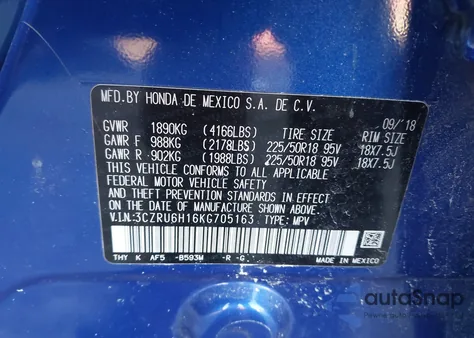 MFD.BY HONDA DE MEXICO S.A. DE C.V.
09/'18
GVWR 1890KG (4166LBS) TIRE SIZE RIM SIZE
GAWR F 988KG (2178LBS) 225/50R18 95V 18X7.5J
GAWR R 902KG (1988LBS) 225/50R18 95V 18X7.5J
THIS VEHICLE CONFORMS TO ALL APPLICABLE
FEDERAL MOTOR VEHICLE SAFETY
AND THEFT PREVENTION STANDARDS IN EFFECT ON
THE DATE OF MANUFACTURE SHOWN ABOVE.
V.I.N:3CZRU6H16KG705163 TYPE: MPV
THY K AF5 -B593M -R -G MADE IN MEXICO
autoSnap